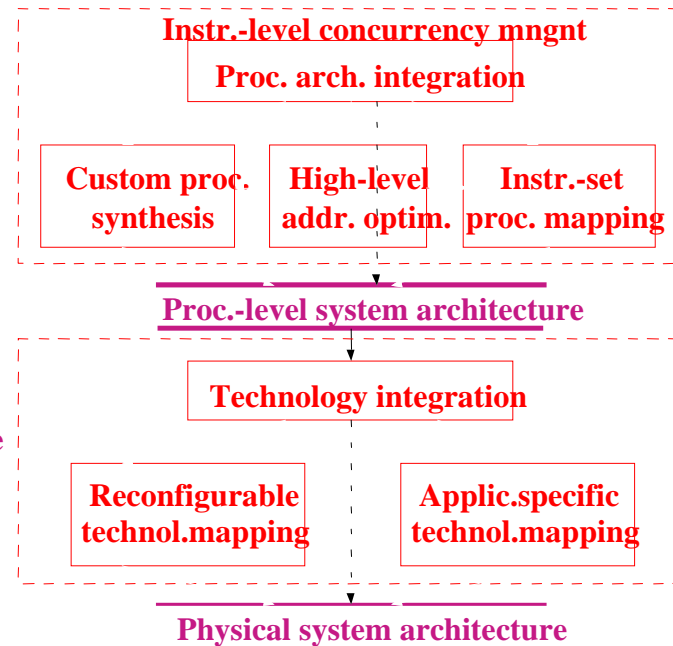 Instr.-level concurrency mngnt
Proc. arch. integration
Custom proc.
synthesis
High-level
addr. optim.
Instr.-set
proc. mapping
Proc.-level system architecture
Technology integration
e
Reconfigurable
technol.mapping
Applic.specific
technol.mapping
Physical system architecture